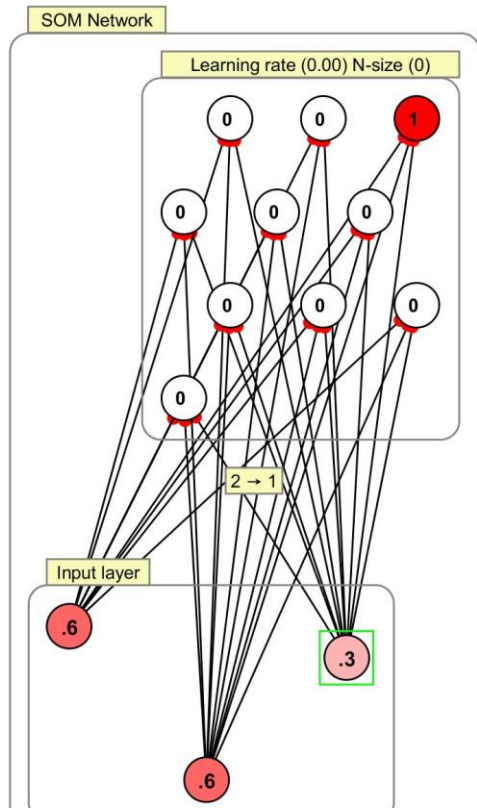 SOM Network
Learning rate (0.00) N-size (0)
0 0 1
0 0 0
0 0 0
0
2 → 1
Input layer
.6
.3
.6